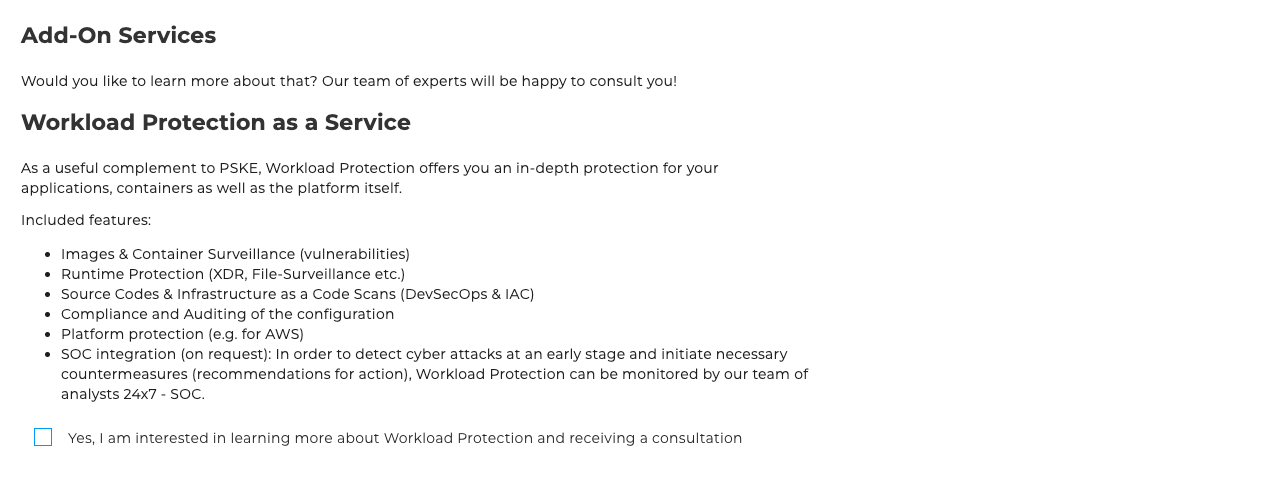 Add-On Services
Would you like to learn more about that? Our team of experts will be happy to consult you!
Workload Protection as a Service
As a useful complement to PSKE, Workload Protection offers you an in-depth protection for your
applications, containers as well as the platform itself.
Included features:
• Images & Container Surveillance (vulnerabilities)
• Runtime Protection (XDR, File-Surveillance etc.)
• Source Codes & Infrastructure as a Code Scans (DevSecOps & IAC)
• Compliance and Auditing of the configuration
• Platform protection (e.g. for AWS)
• SOC integration (on request): In order to detect cyber attacks at an early stage and initiate necessary
countermeasures (recommendations for action), Workload Protection can be monitored by our team of
analysts 24x7 - SOC.
Yes, I am interested in learning more about Workload Protection and receiving a consultation